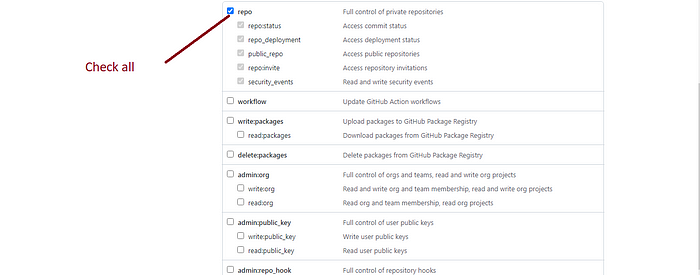 repo Full control of private repositories
repo:status Access commit status
repo_deployment Access deployment status
public_repo Access public repositories
Check all
repo:invite Access repository invitations
security_events Read and write security events
workflow Update GitHub Action workflows
write:packages Upload packages to GitHub Package Registry
read:packages Download packages from GitHub Package Registry
delete:packages Delete packages from GitHub Package Registry
admin:org Full control of orgs and teams, read and write org projects
write:org Read and write org and team membership, read and write org projects
read:org Read org and team membership, read org projects
admin:public_key Full control of user public keys
write:public_key Write user public keys
read:public_key Read user public keys
admin:repo_hook Full control of repository hooks